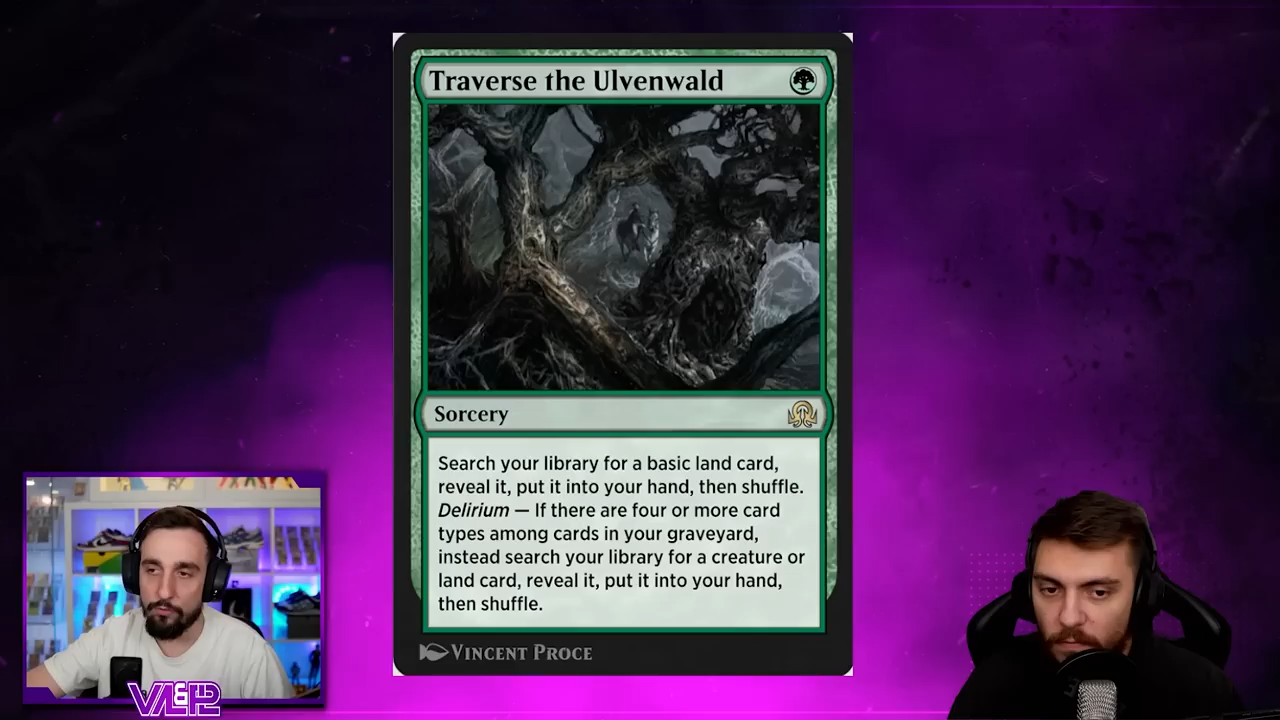 Traverse the Ulvenwald
Sorcery
Search your library for a basic land card,
reveal it, put it into your hand, then shuffle.
Delirium — If there are four or more card
types among cards in your graveyard,
instead search your library for a creature or
land card, reveal it, put it into your hand,
then shuffle.
Vincent Proce